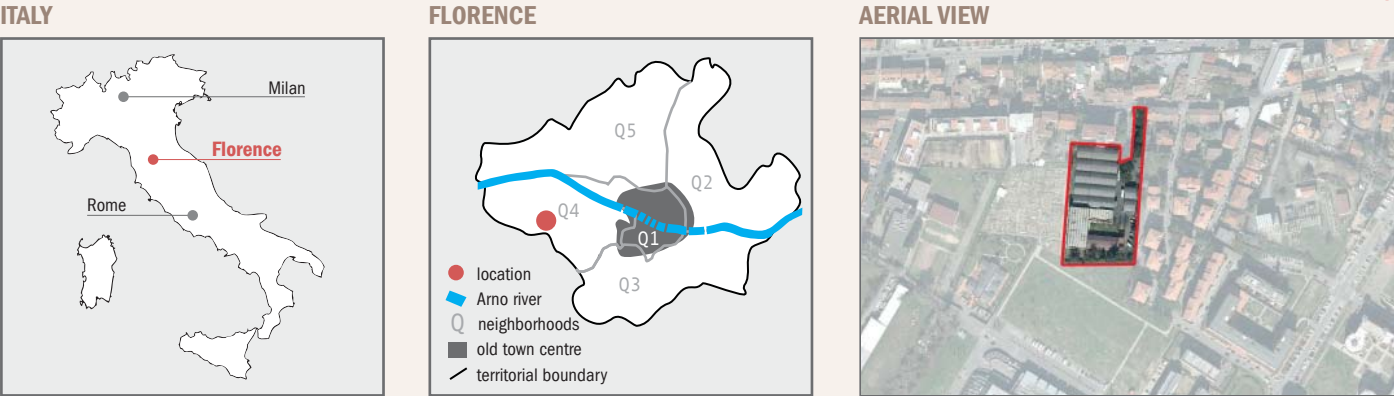 ITALY
Milan
Florence
Rome
FLORENCE
Q5
Q2
Q4
Q1
Q3
location
Arno river
Q neighborhoods
old town centre
territorial boundary
AERIAL VIEW